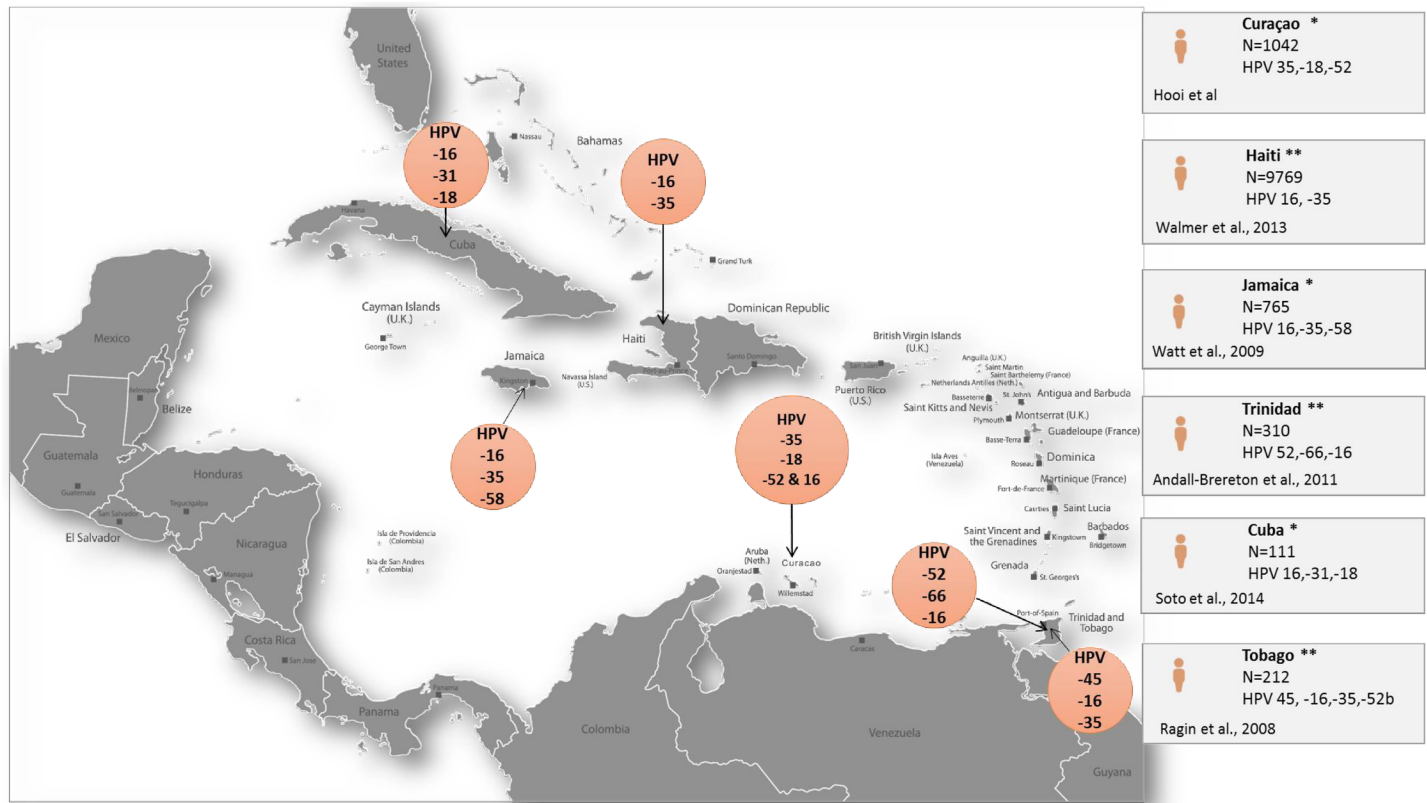 United
States
Nassau
Bahamas
HPV
-16
-31
-18
HPV
-16
-35
Havana
Cuba
Grand Turk
Cayman Islands
(U.K.)
George Town
Mexico
Dominican Republic
Haiti
Port-au-Prince
Santo Domingo
Jamaica
Kingston
Navassa Island
(U.S.)
British Virgin Islands
(U.K.)
San Juan
Puerto Rico
(U.S.)
Anguilla (U.K.)
Saint Martin
Saint Barthelemy (France)
Netherlands Antilles (Neth.)
Basseterre
St. John's
Antigua and Barbuda
Saint Kitts and Nevis
Plymouth
Montserrat (U.K.)
Basse-Terra
Guadeloupe (France)
Isla Aves
(Venezuela)
Roseau
Dominica
Martinique (France)
Fort-de-France
Castries
Saint Lucia
Saint Vincent and
the Grenadines
Kingstown
Barbados
Bridgetown
Grenada
St. Georges's
Belmopan
Belize
Guatemala
Guatemala
Honduras
Tegucigalpa
San Salvador
El Salvador
Nicaragua
Managua
Isla de Providencia
(Colombia)
Isla de San Andres
(Colombia)
Costa Rica
San Jose
Panama
Panama
HPV
-16
-35
-58
HPV
-35
-18
-52 & 16
Aruba
(Neth.)
Oranjestad
Curacao
Willemstad
HPV
-52
-66
-16
Port-of-Spain
Trinidad and
Tobago
Caracas
HPV
-45
-16
-35
Colombia
Venezuela
Guyana
Curaçao *
N=1042
HPV 35,-18,-52
Hooi et al
Haiti **
N=9769
HPV 16, -35
Walmer et al., 2013
Jamaica *
N=765
HPV 16,-35,-58
Watt et al., 2009
Trinidad **
N=310
HPV 52,-66,-16
Andall-Brereton et al., 2011
Cuba *
N=111
HPV 16,-31,-18
Soto et al., 2014
Tobago **
N=212
HPV 45, -16,-35,-52b
Ragin et al., 2008